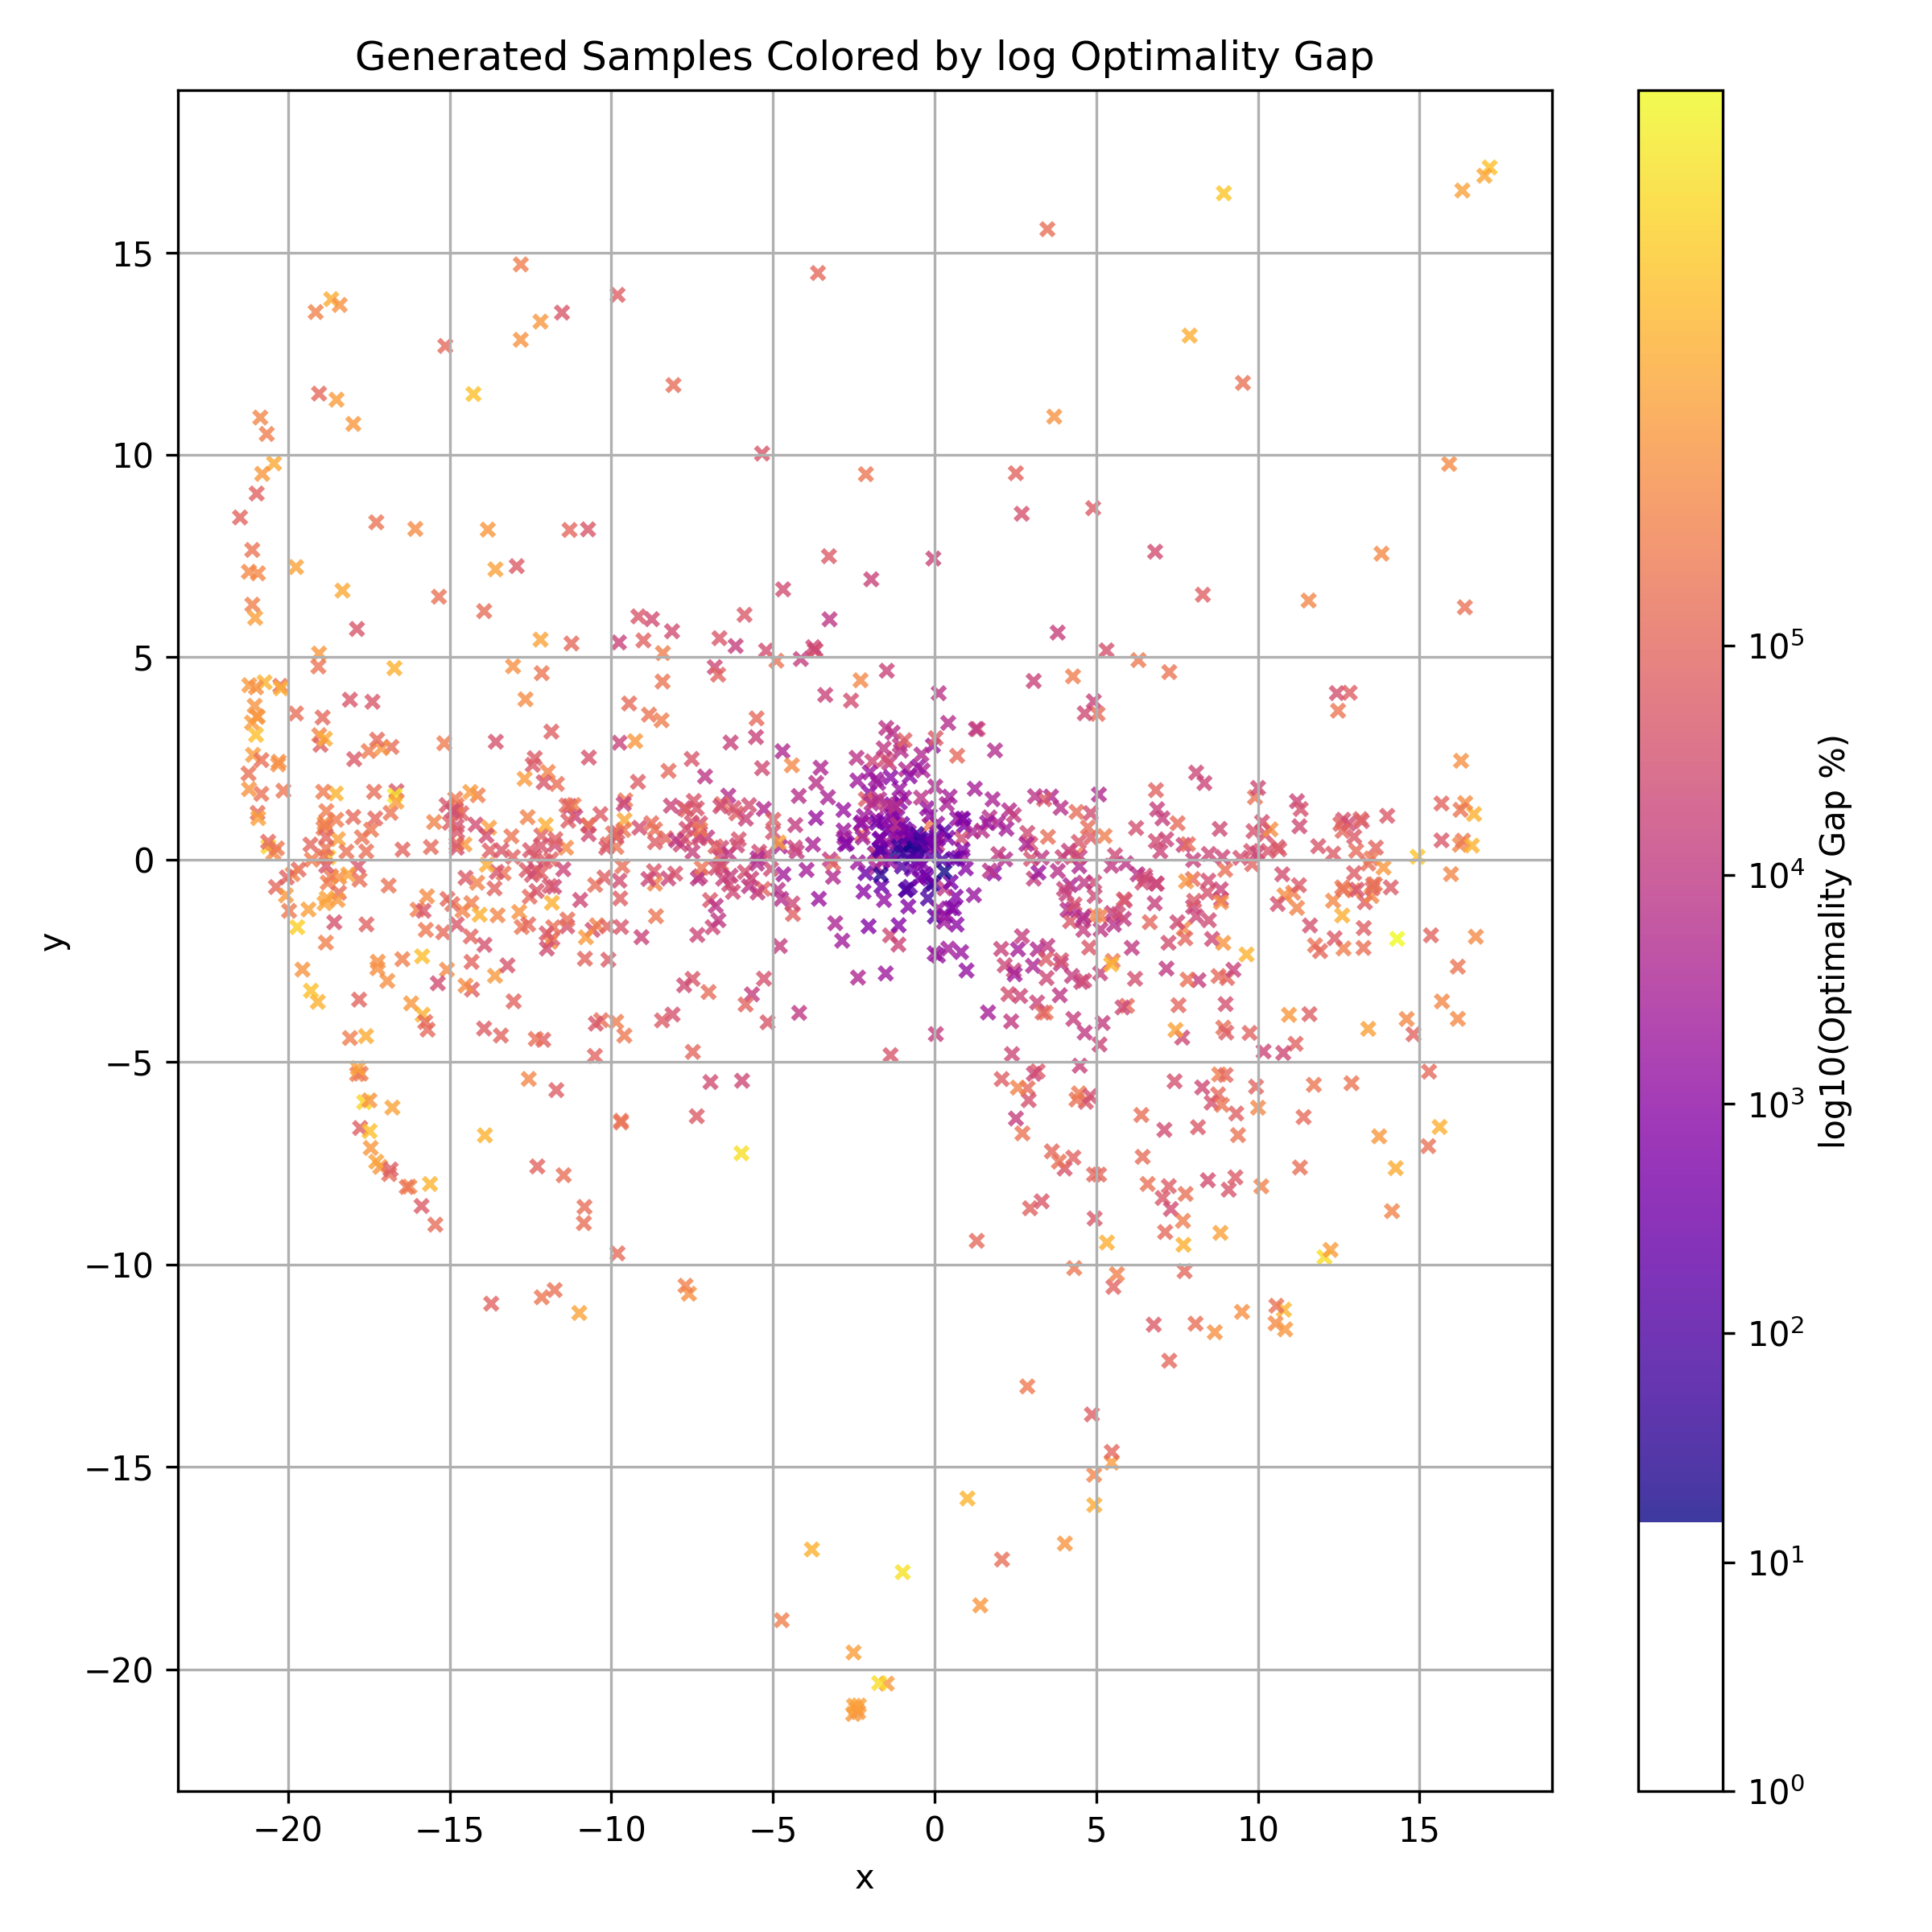 Generated Samples Colored by log Optimality Gap
15
10
5
0
−5
−10
−15
−20
y
−20 −15 −10 −5 0 5 10 15
x
10⁵
10⁴
10³
10²
10¹
10⁰
log10(Optimality Gap %)